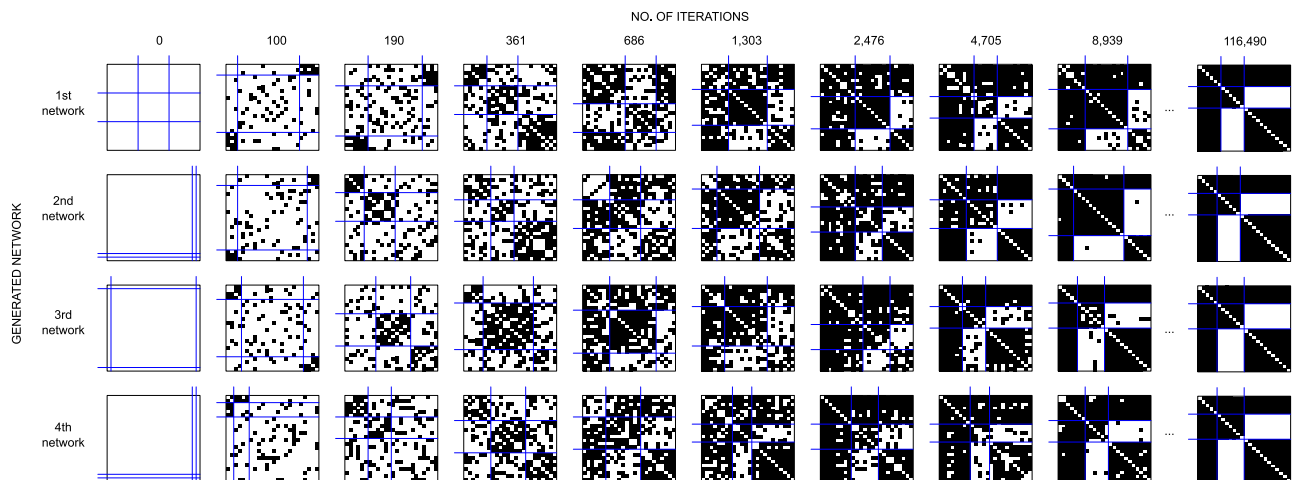 NO. OF ITERATIONS
0 100 190 361 686 1,303 2,476 4,705 8,939 116,490
GENERATED NETWORK
1st
network
...
2nd
network
...
3rd
network
...
4th
network
...